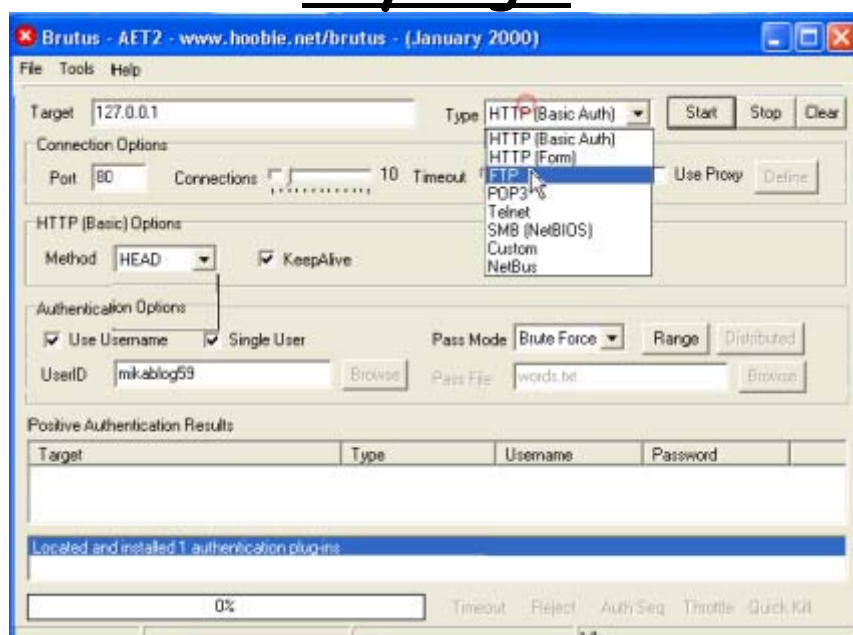 Brutus - AET2 - www.hoobie.net/brutus - (January 2000)
File Tools Help
Target 127.0.0.1 Type HTTP (Basic Auth) Start Stop Clear
HTTP (Basic Auth)
HTTP (Form)
FTP
POP3
Telnet
SMB (NetBIOS)
Custom
NetBus
Connection Options
Port 80 Connections 10 Timeout Use Proxy Define
HTTP (Basic) Options
Method HEAD KeepAlive
Authentication Options
Use Username Single User Pass Mode Brute Force Range Distributed
UserID mikablog59 Browse Pass File words.txt Browse
Positive Authentication Results
Target Type Username Password
Located and installed 1 authentication plug-ins
0% Timeout Reject Auth Seq Throttle Quick Kill